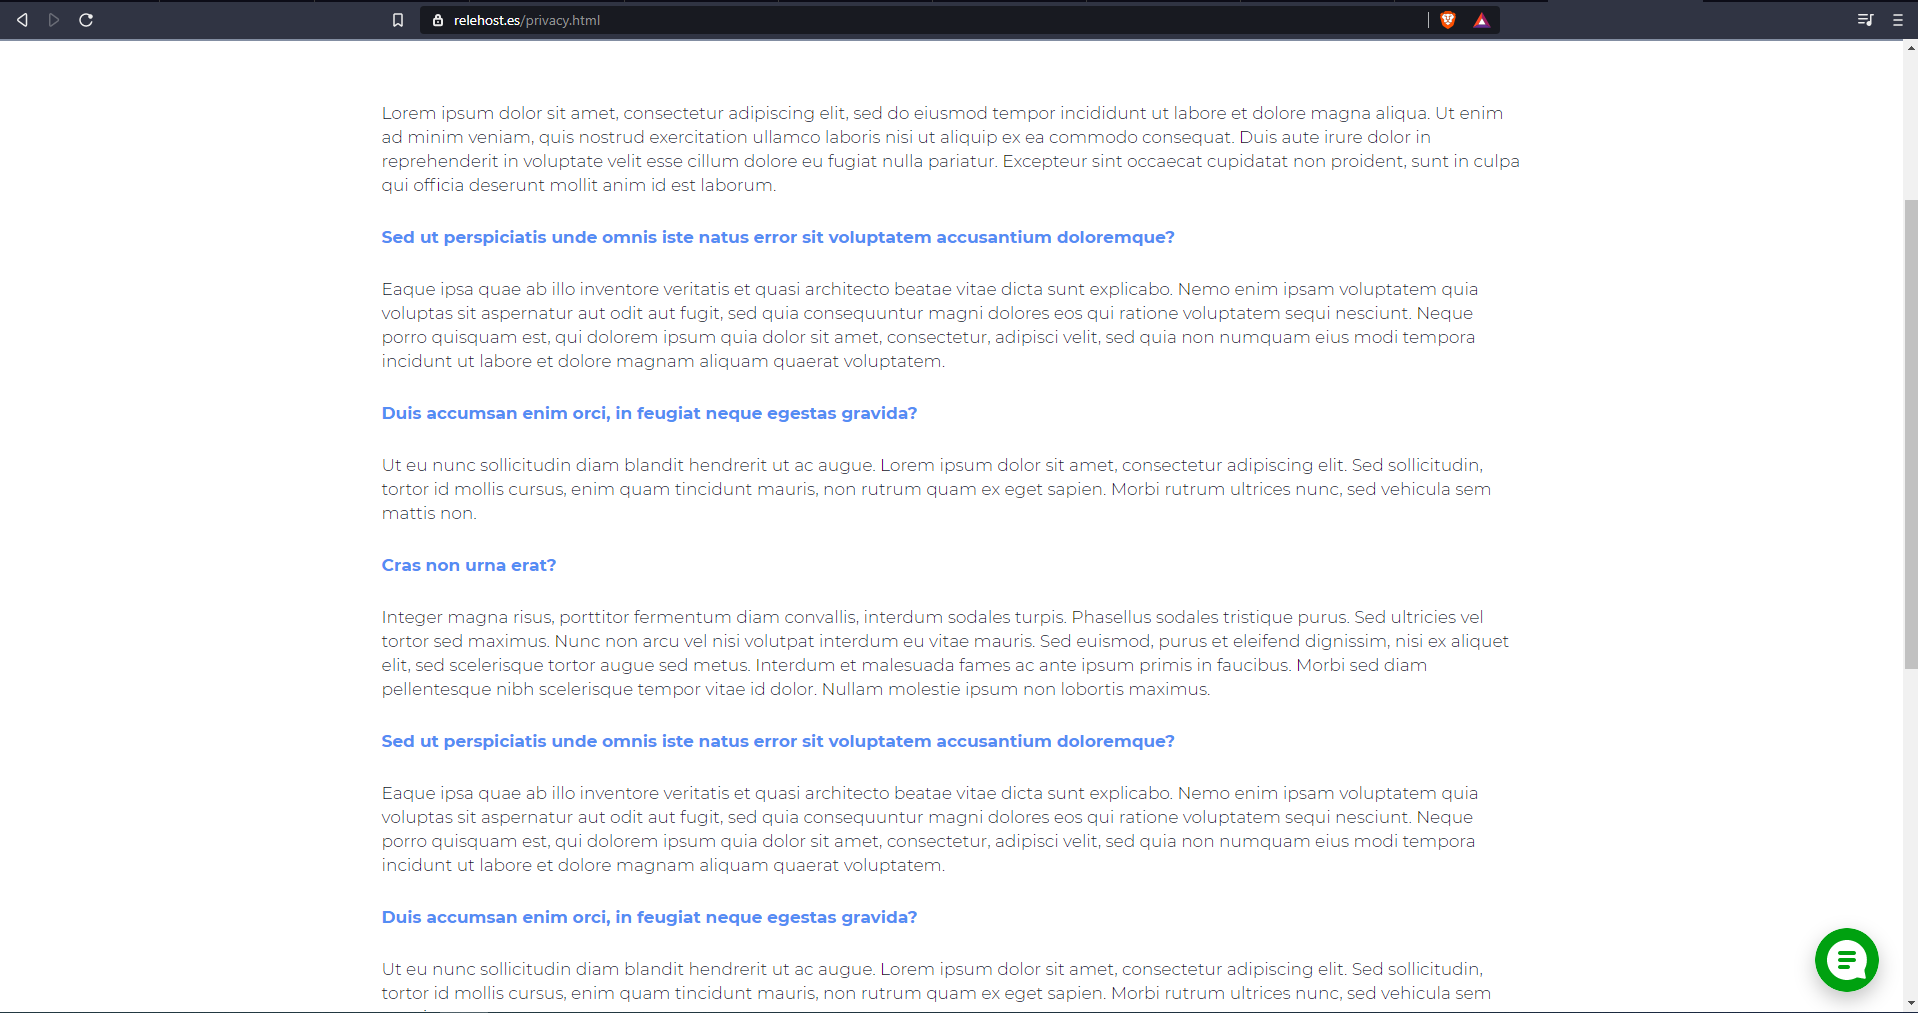 relehost.es/privacy.html
Lorem ipsum dolor sit amet, consectetur adipiscing elit, sed do eiusmod tempor incididunt ut labore et dolore magna aliqua. Ut enim
ad minim veniam, quis nostrud exercitation ullamco laboris nisi ut aliquip ex ea commodo consequat. Duis aute irure dolor in
reprehenderit in voluptate velit esse cillum dolore eu fugiat nulla pariatur. Excepteur sint occaecat cupidatat non proident, sunt in culpa
qui officia deserunt mollit anim id est laborum.
Sed ut perspiciatis unde omnis iste natus error sit voluptatem accusantium doloremque?
Eaque ipsa quae ab illo inventore veritatis et quasi architecto beatae vitae dicta sunt explicabo. Nemo enim ipsam voluptatem quia
voluptas sit aspernatur aut odit aut fugit, sed quia consequuntur magni dolores eos qui ratione voluptatem sequi nesciunt. Neque
porro quisquam est, qui dolorem ipsum quia dolor sit amet, consectetur, adipisci velit, sed quia non numquam eius modi tempora
incidunt ut labore et dolore magnam aliquam quaerat voluptatem.
Duis accumsan enim orci, in feugiat neque egestas gravida?
Ut eu nunc sollicitudin diam blandit hendrerit ut ac augue. Lorem ipsum dolor sit amet, consectetur adipiscing elit. Sed sollicitudin,
tortor id mollis cursus, enim quam tincidunt mauris, non rutrum quam ex eget sapien. Morbi rutrum ultrices nunc, sed vehicula sem
mattis non.
Cras non urna erat?
Integer magna risus, porttitor fermentum diam convallis, interdum sodales turpis. Phasellus sodales tristique purus. Sed ultricies vel
tortor sed maximus. Nunc non arcu vel nisi volutpat interdum eu vitae mauris. Sed euismod, purus et eleifend dignissim, nisi ex aliquet
elit, sed scelerisque tortor augue sed metus. Interdum et malesuada fames ac ante ipsum primis in faucibus. Morbi sed diam
pellentesque nibh scelerisque tempor vitae id dolor. Nullam molestie ipsum non lobortis maximus.
Sed ut perspiciatis unde omnis iste natus error sit voluptatem accusantium doloremque?
Eaque ipsa quae ab illo inventore veritatis et quasi architecto beatae vitae dicta sunt explicabo. Nemo enim ipsam voluptatem quia
voluptas sit aspernatur aut odit aut fugit, sed quia consequuntur magni dolores eos qui ratione voluptatem sequi nesciunt. Neque
porro quisquam est, qui dolorem ipsum quia dolor sit amet, consectetur, adipisci velit, sed quia non numquam eius modi tempora
incidunt ut labore et dolore magnam aliquam quaerat voluptatem.
Duis accumsan enim orci, in feugiat neque egestas gravida?
Ut eu nunc sollicitudin diam blandit hendrerit ut ac augue. Lorem ipsum dolor sit amet, consectetur adipiscing elit. Sed sollicitudin,
tortor id mollis cursus, enim quam tincidunt mauris, non rutrum quam ex eget sapien. Morbi rutrum ultrices nunc, sed vehicula sem